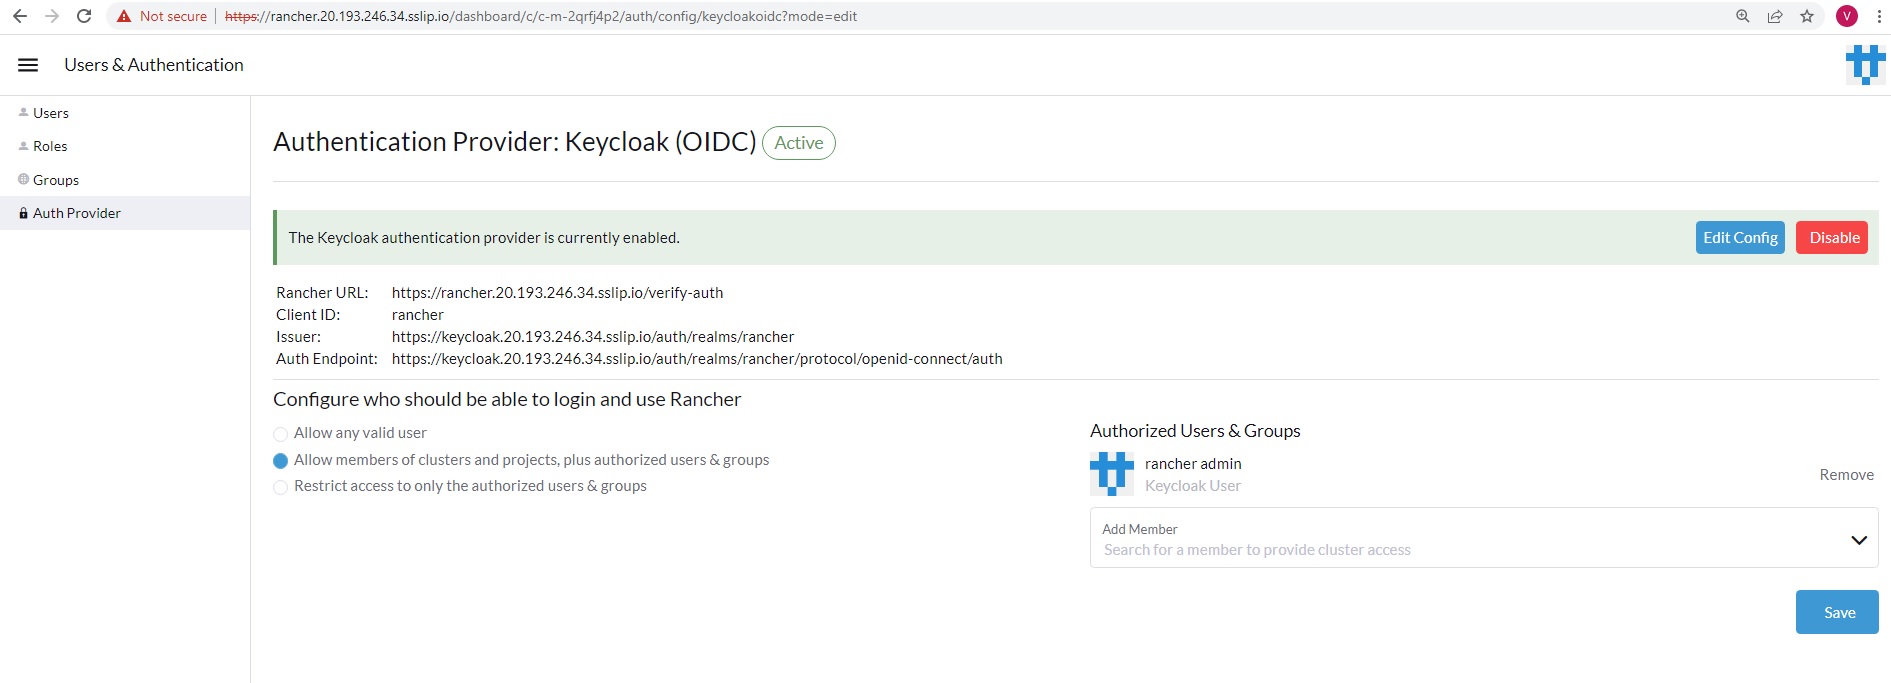 Not secure | https://rancher.20.193.246.34.sslip.io/dashboard/c/c-m-2qrfj4p2/auth/config/keycloakoidc?mode=edit
V
Users & Authentication
Users
Roles
Groups
Auth Provider
Authentication Provider: Keycloak (OIDC) Active
The Keycloak authentication provider is currently enabled. Edit Config Disable
Rancher URL: https://rancher.20.193.246.34.sslip.io/verify-auth
Client ID: rancher
Issuer: https://keycloak.20.193.246.34.sslip.io/auth/realms/rancher
Auth Endpoint: https://keycloak.20.193.246.34.sslip.io/auth/realms/rancher/protocol/openid-connect/auth
Configure who should be able to login and use Rancher
Allow any valid user
Allow members of clusters and projects, plus authorized users & groups
Restrict access to only the authorized users & groups
Authorized Users & Groups
rancher admin
Keycloak User
Remove
Add Member
Search for a member to provide cluster access
Save